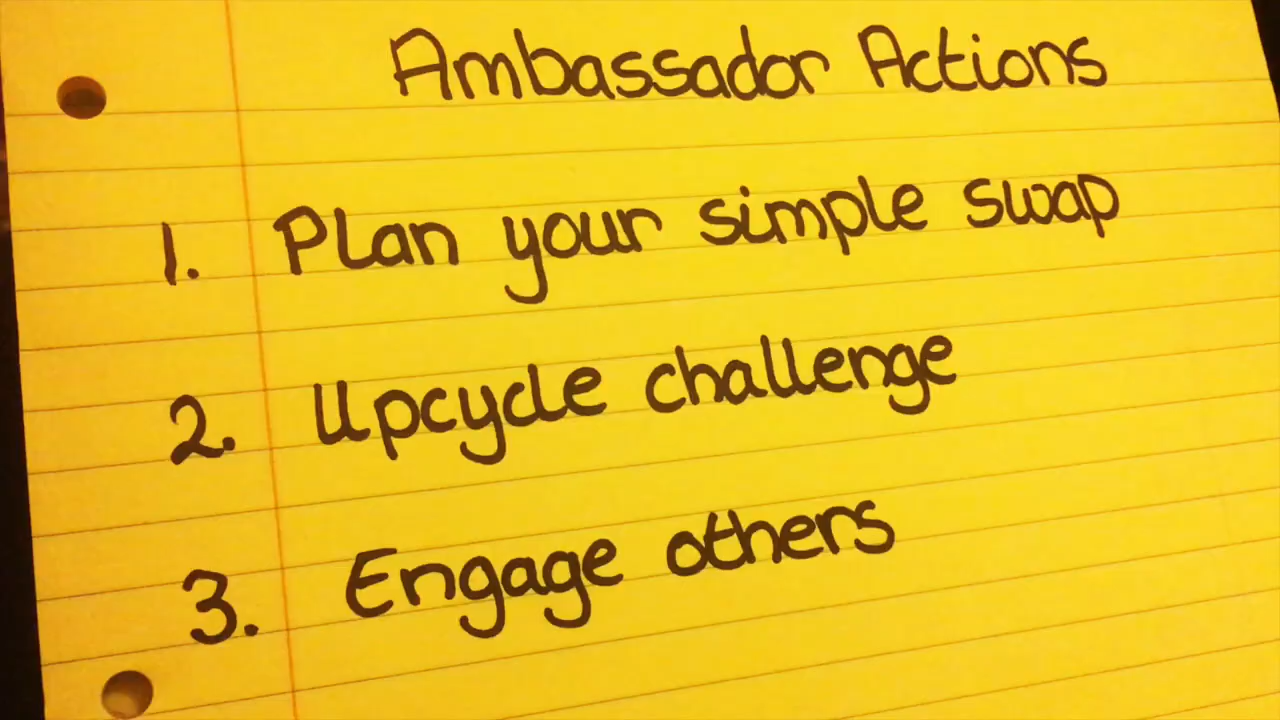 Ambassador Actions
1. Plan your simple swap
2. Upcycle challenge
3. Engage others